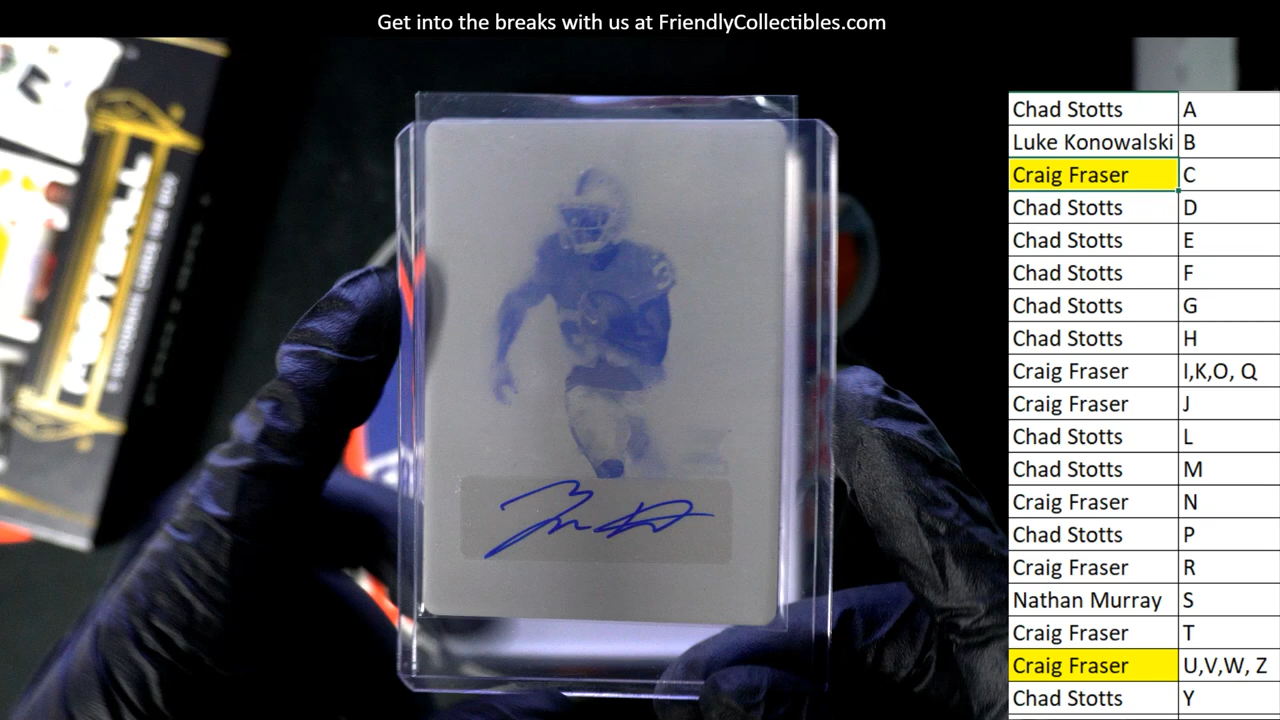 Get into the breaks with us at FriendlyCollectibles.com
Chad Stotts A
Luke Konowalski B
Craig Fraser C
Chad Stotts D
Chad Stotts E
Chad Stotts F
Chad Stotts G
Chad Stotts H
Craig Fraser I,K,O, Q
Craig Fraser J
Chad Stotts L
Chad Stotts M
Craig Fraser N
Chad Stotts P
Craig Fraser R
Nathan Murray S
Craig Fraser T
Craig Fraser U,V,W, Z
Chad Stotts Y
FOOTBALL